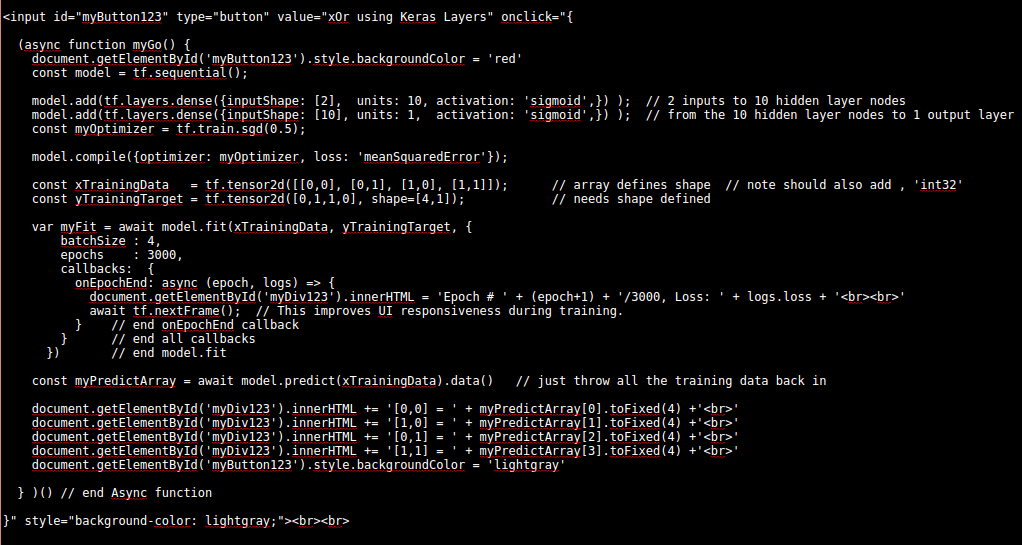 <input id="myButton123" type="button" value="xOr using Keras Layers" onclick="{
(async function myGo() {
document.getElementById('myButton123').style.backgroundColor = 'red'
const model = tf.sequential();
model.add(tf.layers.dense({inputShape: [2],  units: 10, activation: 'sigmoid',}) );  // 2 inputs to 10 hidden layer nodes
model.add(tf.layers.dense({inputShape: [10], units: 1,  activation: 'sigmoid',}) );  // from the 10 hidden layer nodes to 1 output layer
const myOptimizer = tf.train.sgd(0.5);
model.compile({optimizer: myOptimizer, loss: 'meanSquaredError'});
const xTrainingData   = tf.tensor2d([[0,0], [0,1], [1,0], [1,1]]);      // array defines shape  // note should also add , 'int32'
const yTrainingTarget = tf.tensor2d([0,1,1,0], shape=[4,1]);            // needs shape defined
var myFit = await model.fit(xTrainingData, yTrainingTarget, {
batchSize : 4,
epochs    : 3000,
callbacks:  {
onEpochEnd: async (epoch, logs) => {
document.getElementById('myDiv123').innerHTML = 'Epoch # ' + (epoch+1) + '/3000, Loss: ' + logs.loss + '<br><br>'
await tf.nextFrame();  // This improves UI responsiveness during training.
}    // end onEpochEnd callback
}      // end all callbacks
})       // end model.fit
const myPredictArray = await model.predict(xTrainingData).data()   // just throw all the training data back in
document.getElementById('myDiv123').innerHTML += '[0,0] = ' + myPredictArray[0].toFixed(4) +'<br>'
document.getElementById('myDiv123').innerHTML += '[1,0] = ' + myPredictArray[1].toFixed(4) +'<br>'
document.getElementById('myDiv123').innerHTML += '[0,1] = ' + myPredictArray[2].toFixed(4) +'<br>'
document.getElementById('myDiv123').innerHTML += '[1,1] = ' + myPredictArray[3].toFixed(4) +'<br>'
document.getElementById('myButton123').style.backgroundColor = 'lightgray'
} )() // end Async function
}" style="background-color: lightgray;"><br><br>